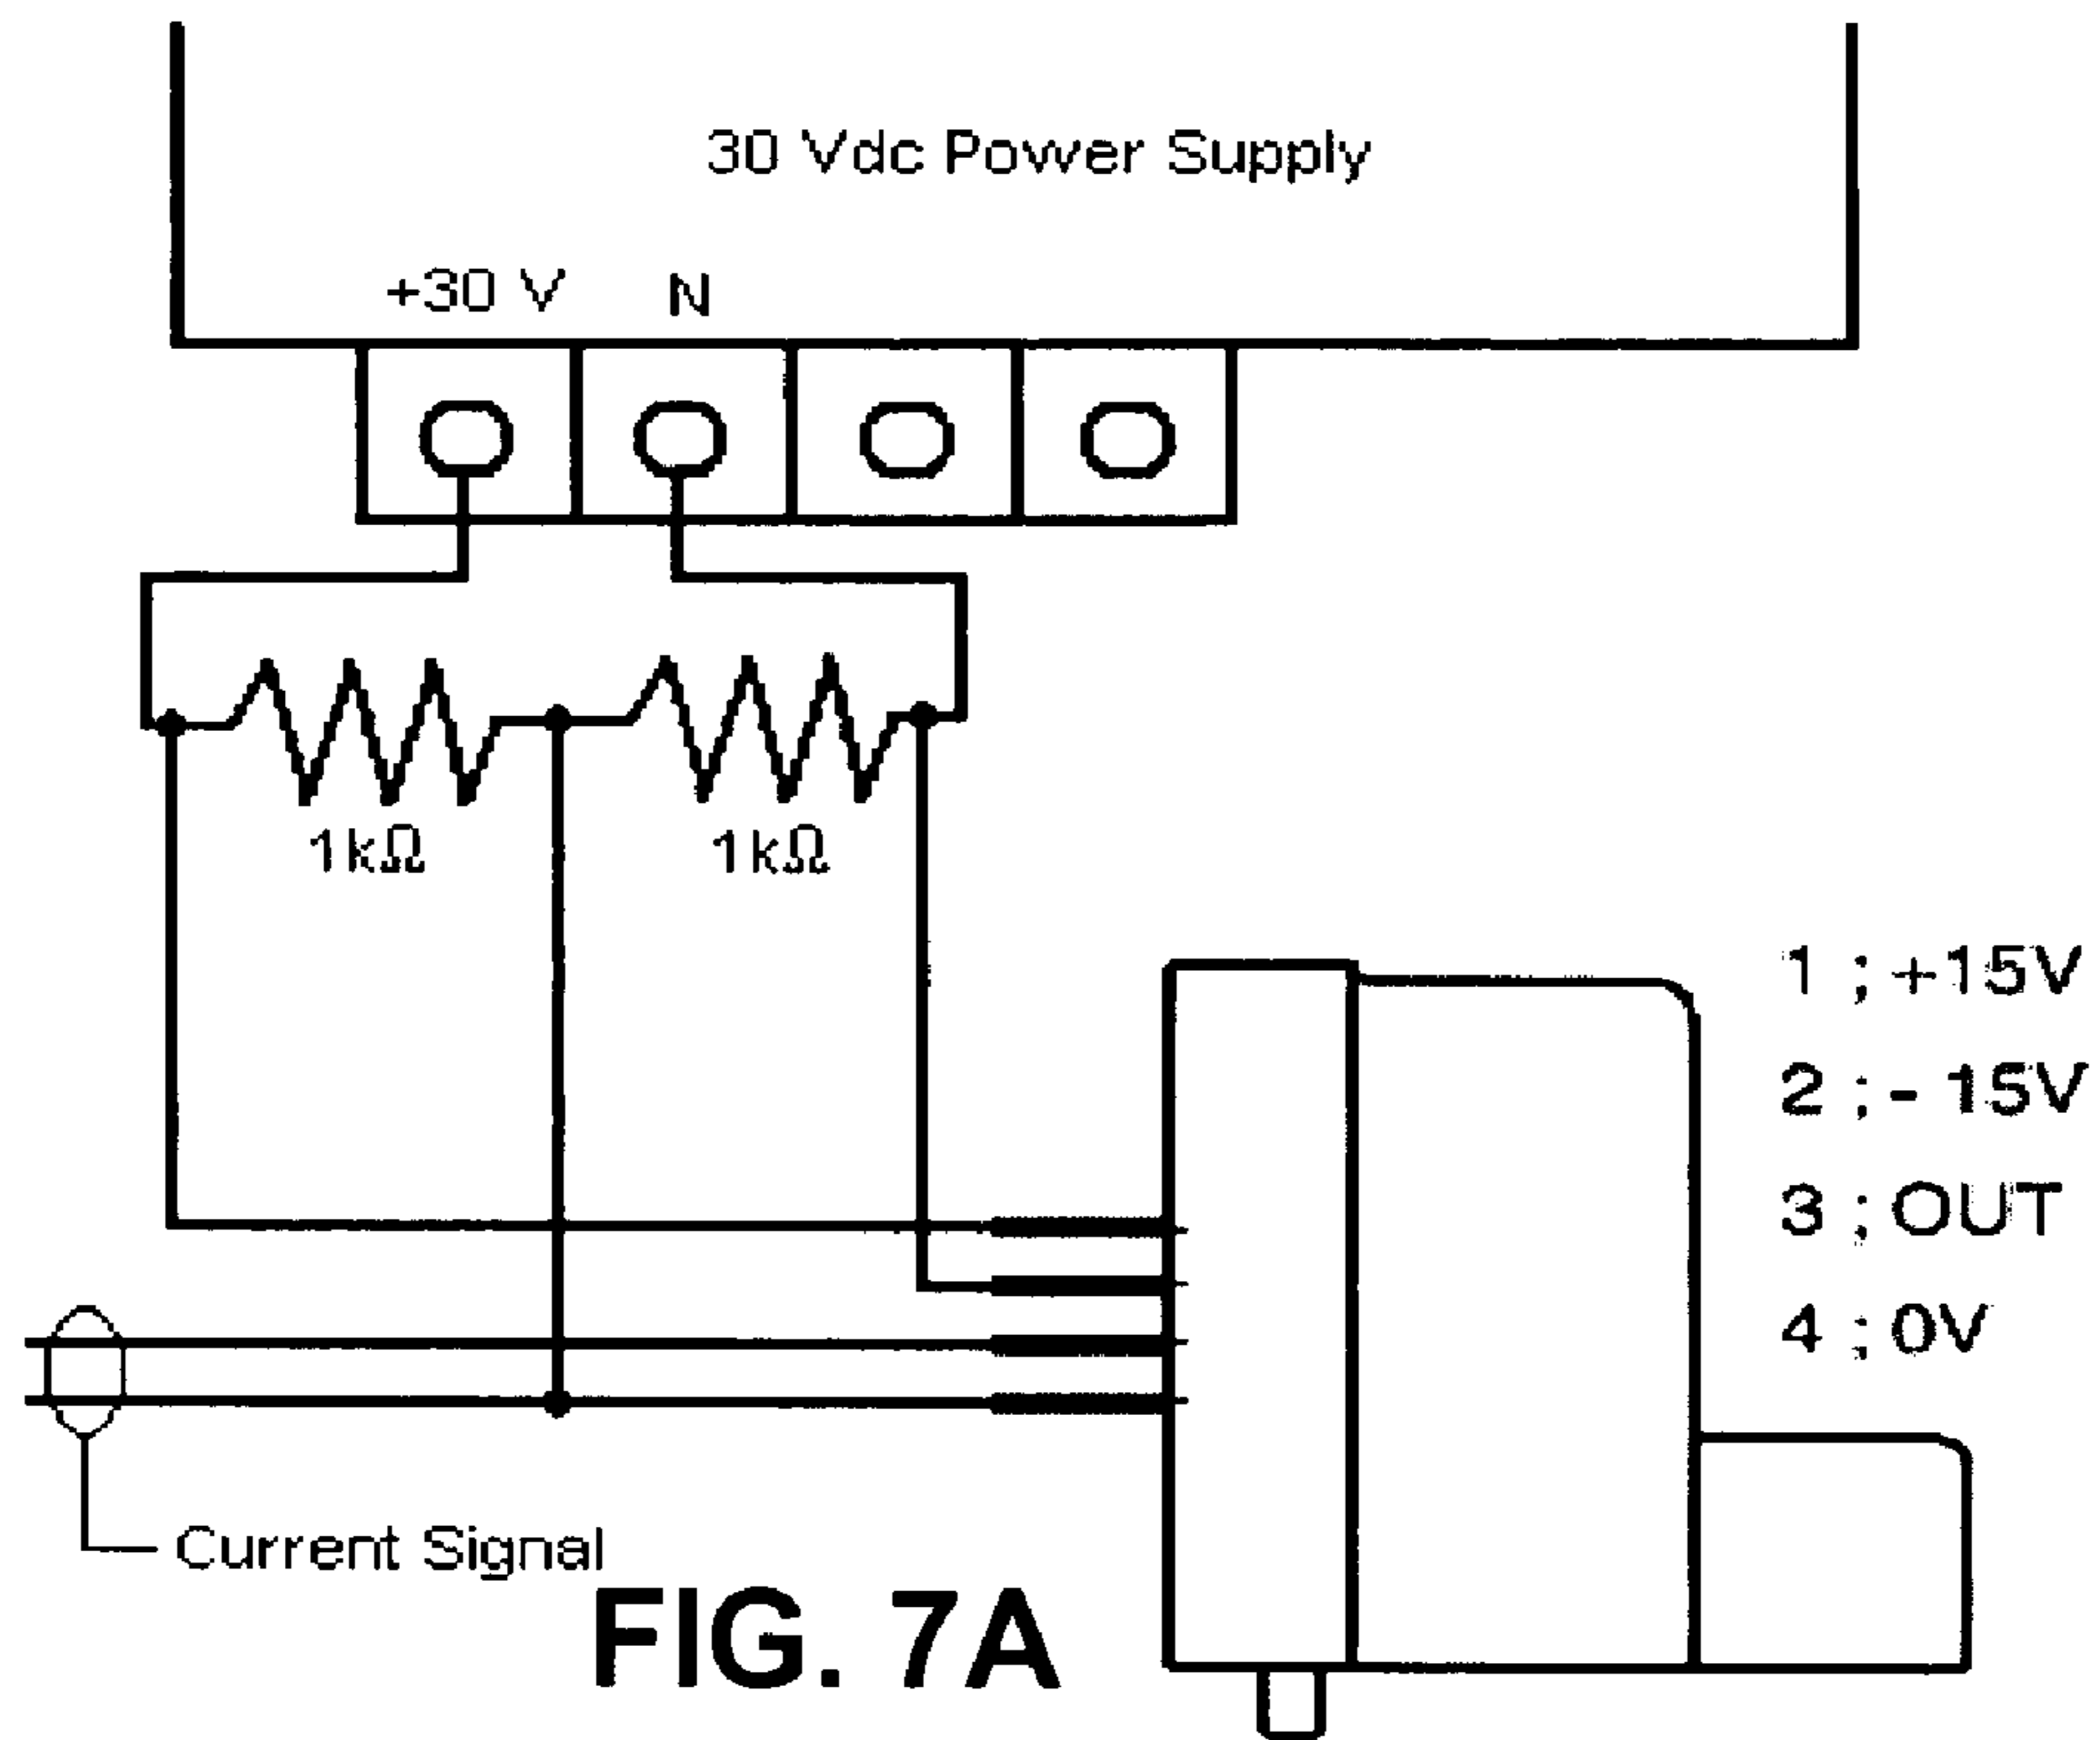 30 Vdc Power Supply
+30 V N
1kΩ 1kΩ
1 ; +15V
2 ; - 15V
3 ; OUT
4 ; 0V
Current Signal
FIG. 7A